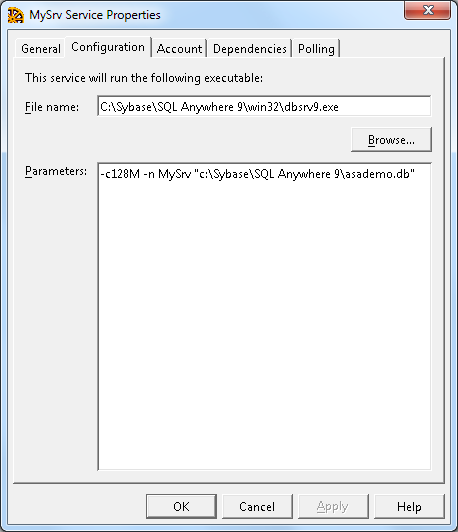 MySrv Service Properties
General Configuration Account Dependencies Polling
This service will run the following executable:
File name: C:\Sybase\SQL Anywhere 9\win32\dbsrv9.exe
Browse...
Parameters: -c128M -n MySrv "c:\Sybase\SQL Anywhere 9\asademo.db"
OK Cancel Apply Help